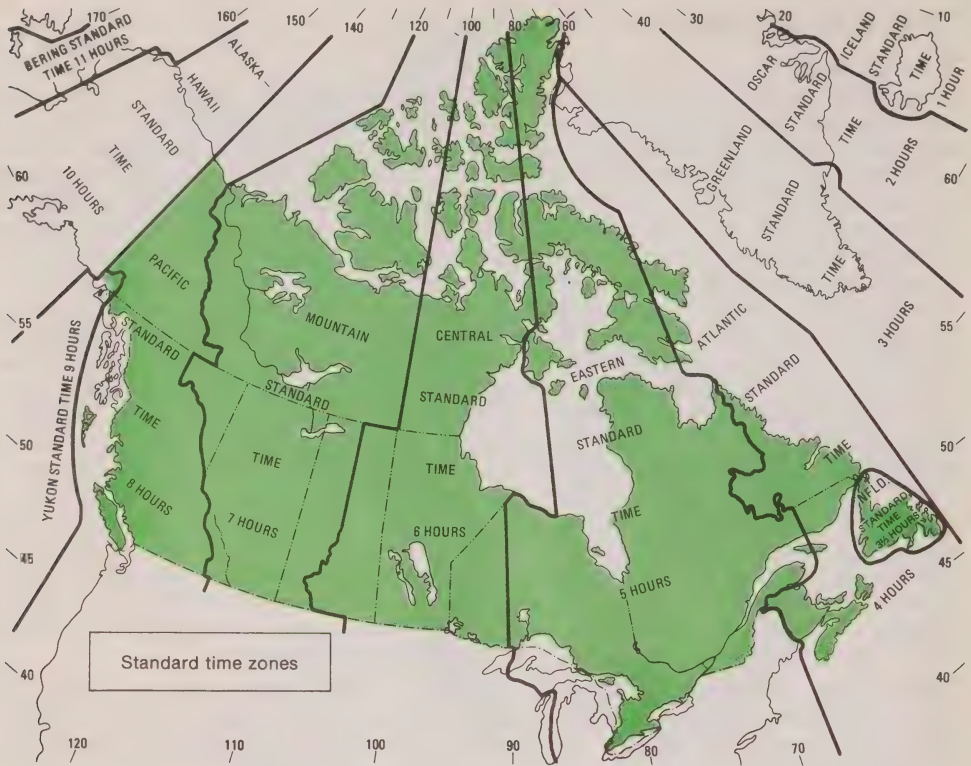 170
160
150
140
120
100
80
60
40
30
20
10
BERING STANDARD
TIME 11 HOURS
ALASKA-
HAWAII
STANDARD
TIME
10 HOURS
OSCAR
STANDARD
TIME
2 HOURS
ICELAND
STANDARD
TIME
1 HOUR
GREENLAND
STANDARD
TIME
3 HOURS
60
55
50
45
40
60
55
50
45
40
YUKON STANDARD TIME 9 HOURS
PACIFIC
STANDARD
TIME
8 HOURS
MOUNTAIN
STANDARD
TIME
7 HOURS
CENTRAL
STANDARD
TIME
6 HOURS
EASTERN
STANDARD
TIME
5 HOURS
ATLANTIC
STANDARD
TIME
4 HOURS
NFLD.
STANDARD
TIME
3½ HOURS
Standard time zones
120
110
100
90
80
70